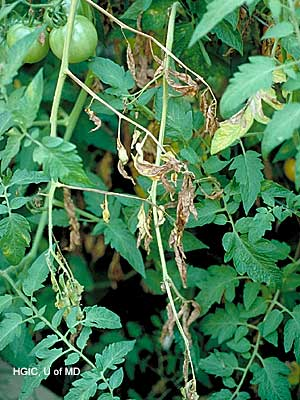 HGIC, U of MD